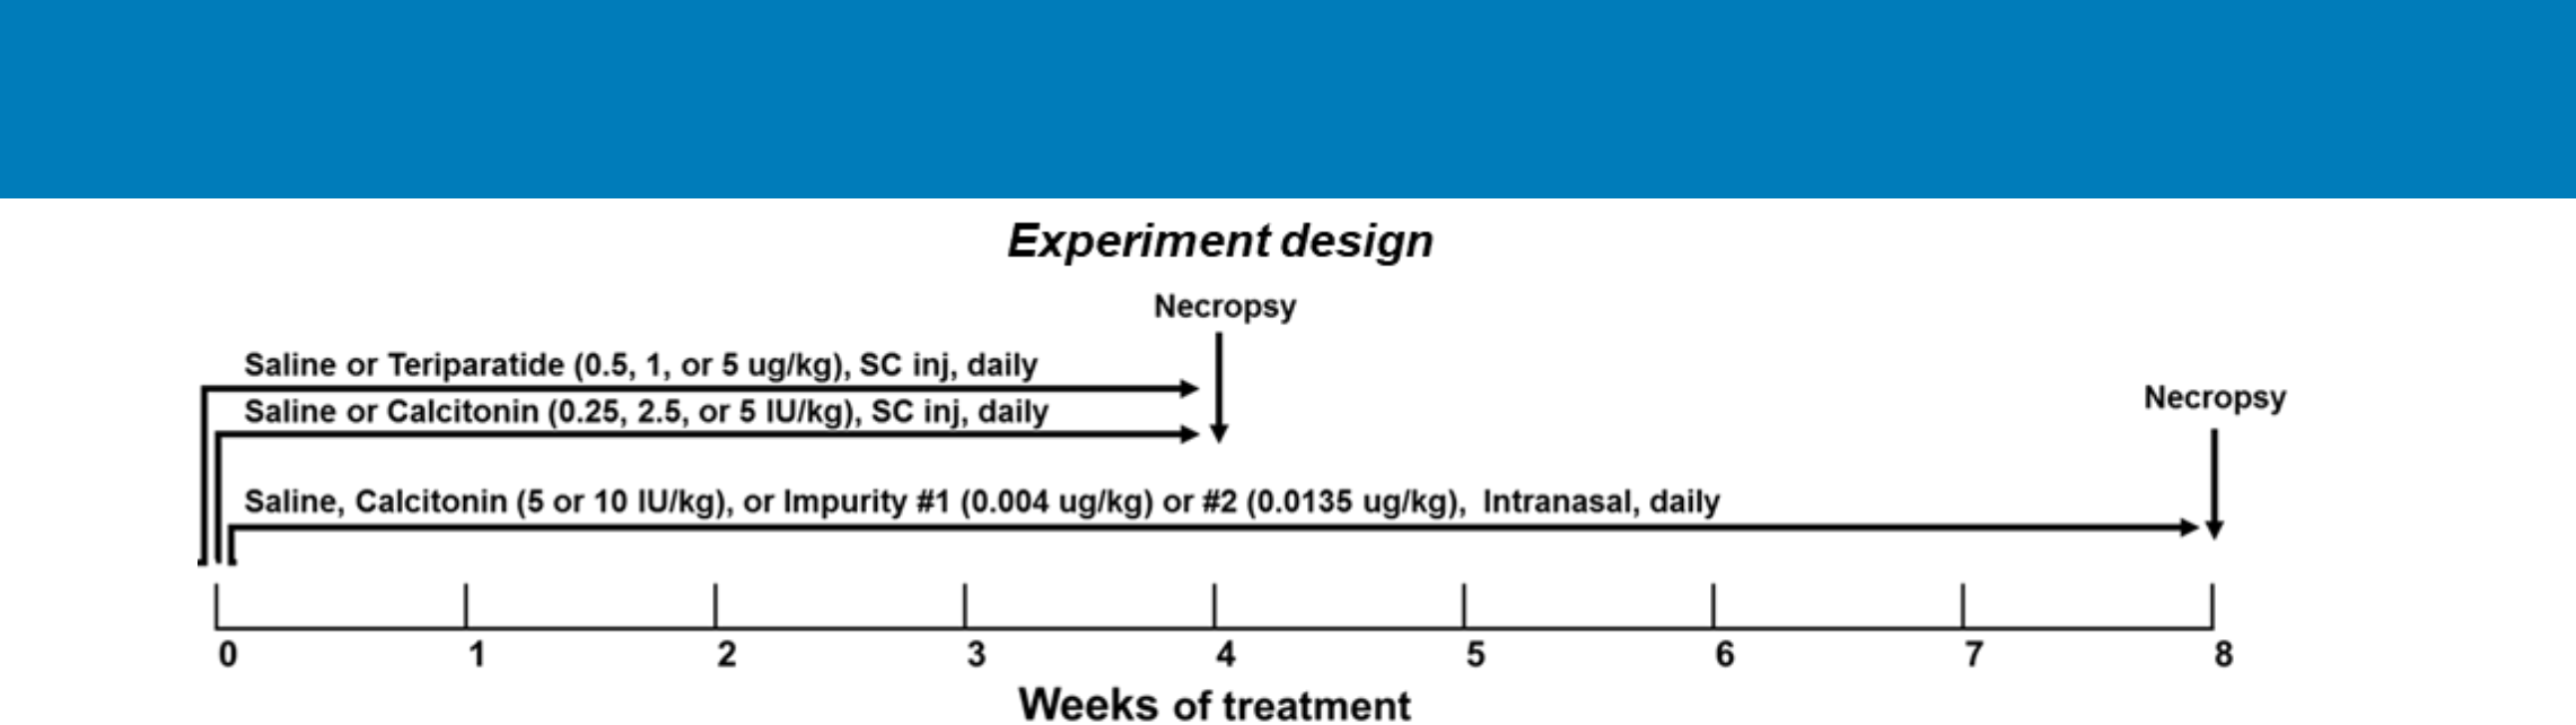 Experiment design
Necropsy
Saline or Teriparatide (0.5, 1, or 5 ug/kg), SC inj, daily
Saline or Calcitonin (0.25, 2.5, or 5 IU/kg), SC inj, daily
Necropsy
Saline, Calcitonin (5 or 10 IU/kg), or Impurity #1 (0.004 ug/kg) or #2 (0.0135 ug/kg), Intranasal, daily
0 1 2 3 4 5 6 7 8
Weeks of treatment